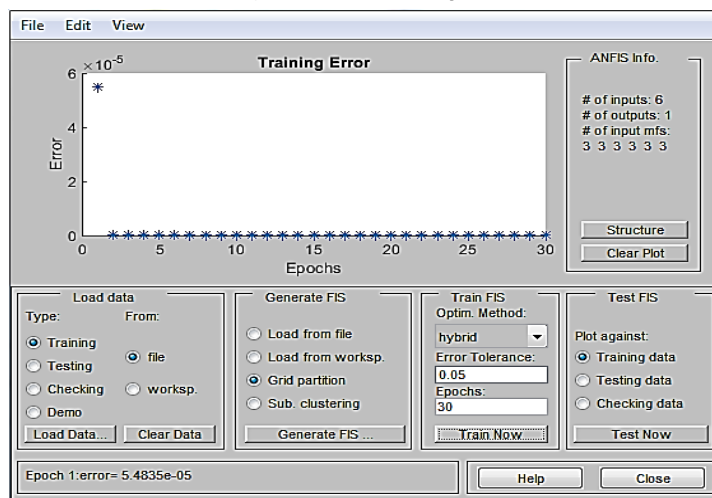 File Edit View
Training Error
×10-5
6
4
2
0
Error
0 5 10 15 20 25 30
Epochs
ANFIS Info.
# of inputs: 6
# of outputs: 1
# of input mfs:
3 3 3 3 3 3
Structure
Clear Plot
Load data
Type: From:
Training
Testing
Checking
Demo
file
worksp.
Load Data... Clear Data
Generate FIS
Load from file
Load from worksp.
Grid partition
Sub. clustering
Generate FIS ...
Train FIS
Optim. Method:
hybrid
Error Tolerance:
0.05
Epochs:
30
Train Now
Test FIS
Plot against:
Training data
Testing data
Checking data
Test Now
Epoch 1:error= 5.4835e-05
Help Close